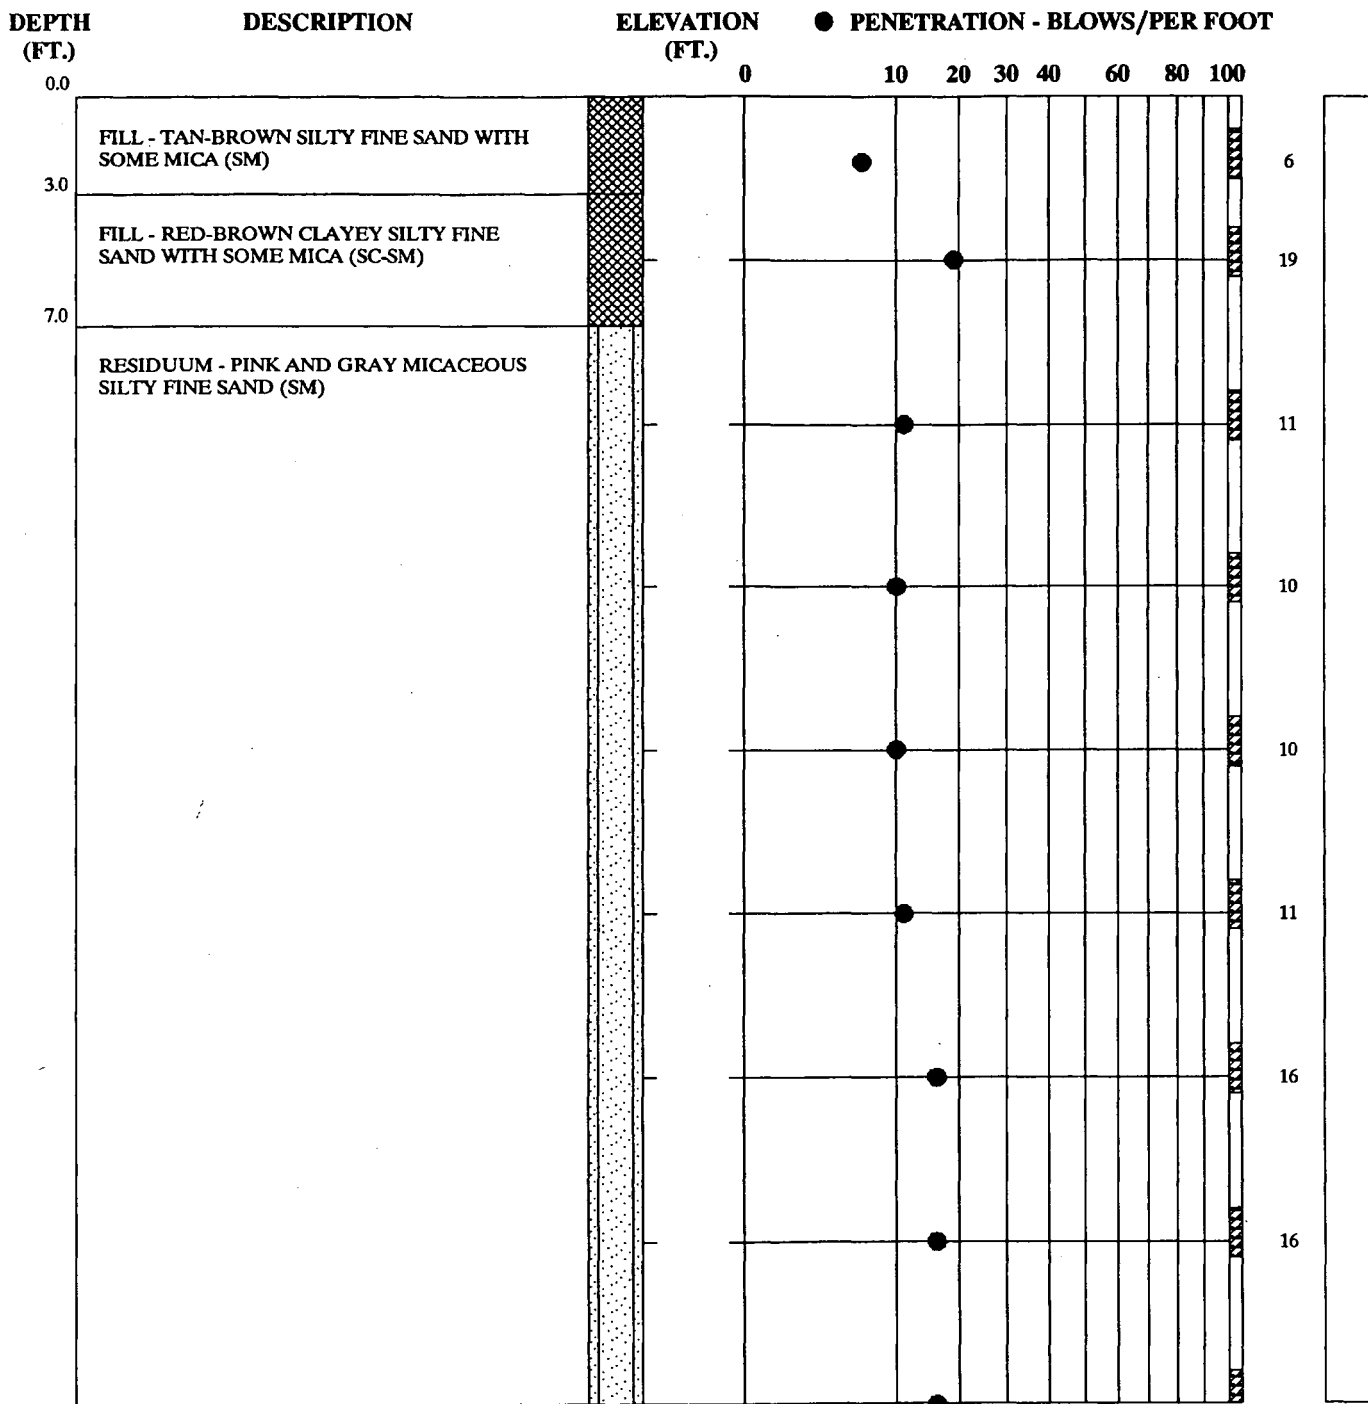 DEPTH DESCRIPTION ELEVATION ● PENETRATION - BLOWS/PER FOOT
(FT.) (FT.)
0 10 20 30 40 60 80 100
0.0
FILL - TAN-BROWN SILTY FINE SAND WITH
SOME MICA (SM)
6
3.0
FILL - RED-BROWN CLAYEY SILTY FINE
SAND WITH SOME MICA (SC-SM)
19
7.0
RESIDUUM - PINK AND GRAY MICACEOUS
SILTY FINE SAND (SM)
11
10
10
11
16
16